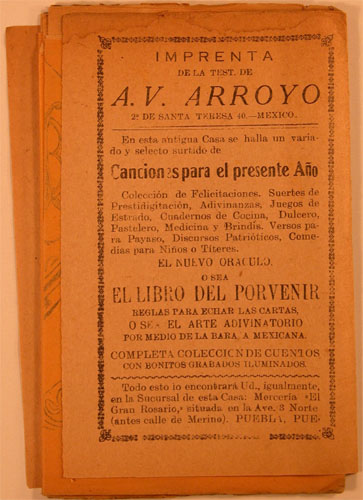 IMPRENTA
DE LA TEST. DE
A. V. ARROYO
2ª DE SANTA TERESA 40.—MEXICO.
En esta antigua Casa se halla un varia-
do y selecto surtido de
Canciones para el presente Año
Colección de Felicitaciones. Suertes de
Prestidigitación, Adivinanzas, Juegos de
Estrado, Cuadernos de Cocina, Dulcero,
Pastelero, Medicina y Brindis. Versos pa-
ra Payaso, Discursos Patrióticos, Come-
dias para Niños o Títeres.
EL NUEVO ORACULO.
O SEA
EL LIBRO DEL PORVENIR
REGLAS PARA ECHAR LAS CARTAS,
O SEA EL ARTE ADIVINATORIO
POR MEDIO DE LA BARAJA MEXICANA.
COMPLETA COLECCION DE CUENTOS
CON BONITOS GRABADOS ILUMINADOS.
Todo esto lo encontrará Ud., igualmente,
en la Sucursal de esta Casa: Mercería «El
Gran Rosario,» situada en la Ave. 3 Norte
(antes calle de Merino). PUEBLA, PUE.